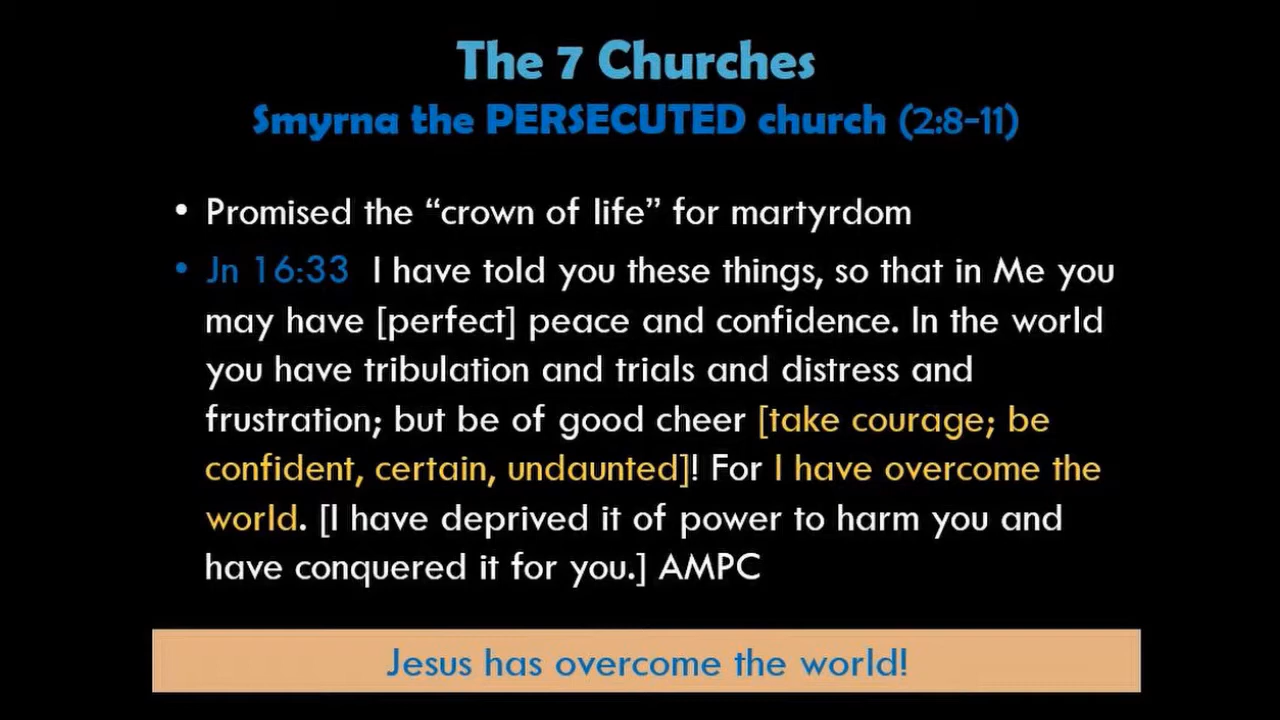 The 7 Churches
Smyrna the PERSECUTED church (2:8-11)
• Promised the “crown of life” for martyrdom
• Jn 16:33 I have told you these things, so that in Me you
may have [perfect] peace and confidence. In the world
you have tribulation and trials and distress and
frustration; but be of good cheer [take courage; be
confident, certain, undaunted]! For I have overcome the
world. [I have deprived it of power to harm you and
have conquered it for you.] AMPC
Jesus has overcome the world!